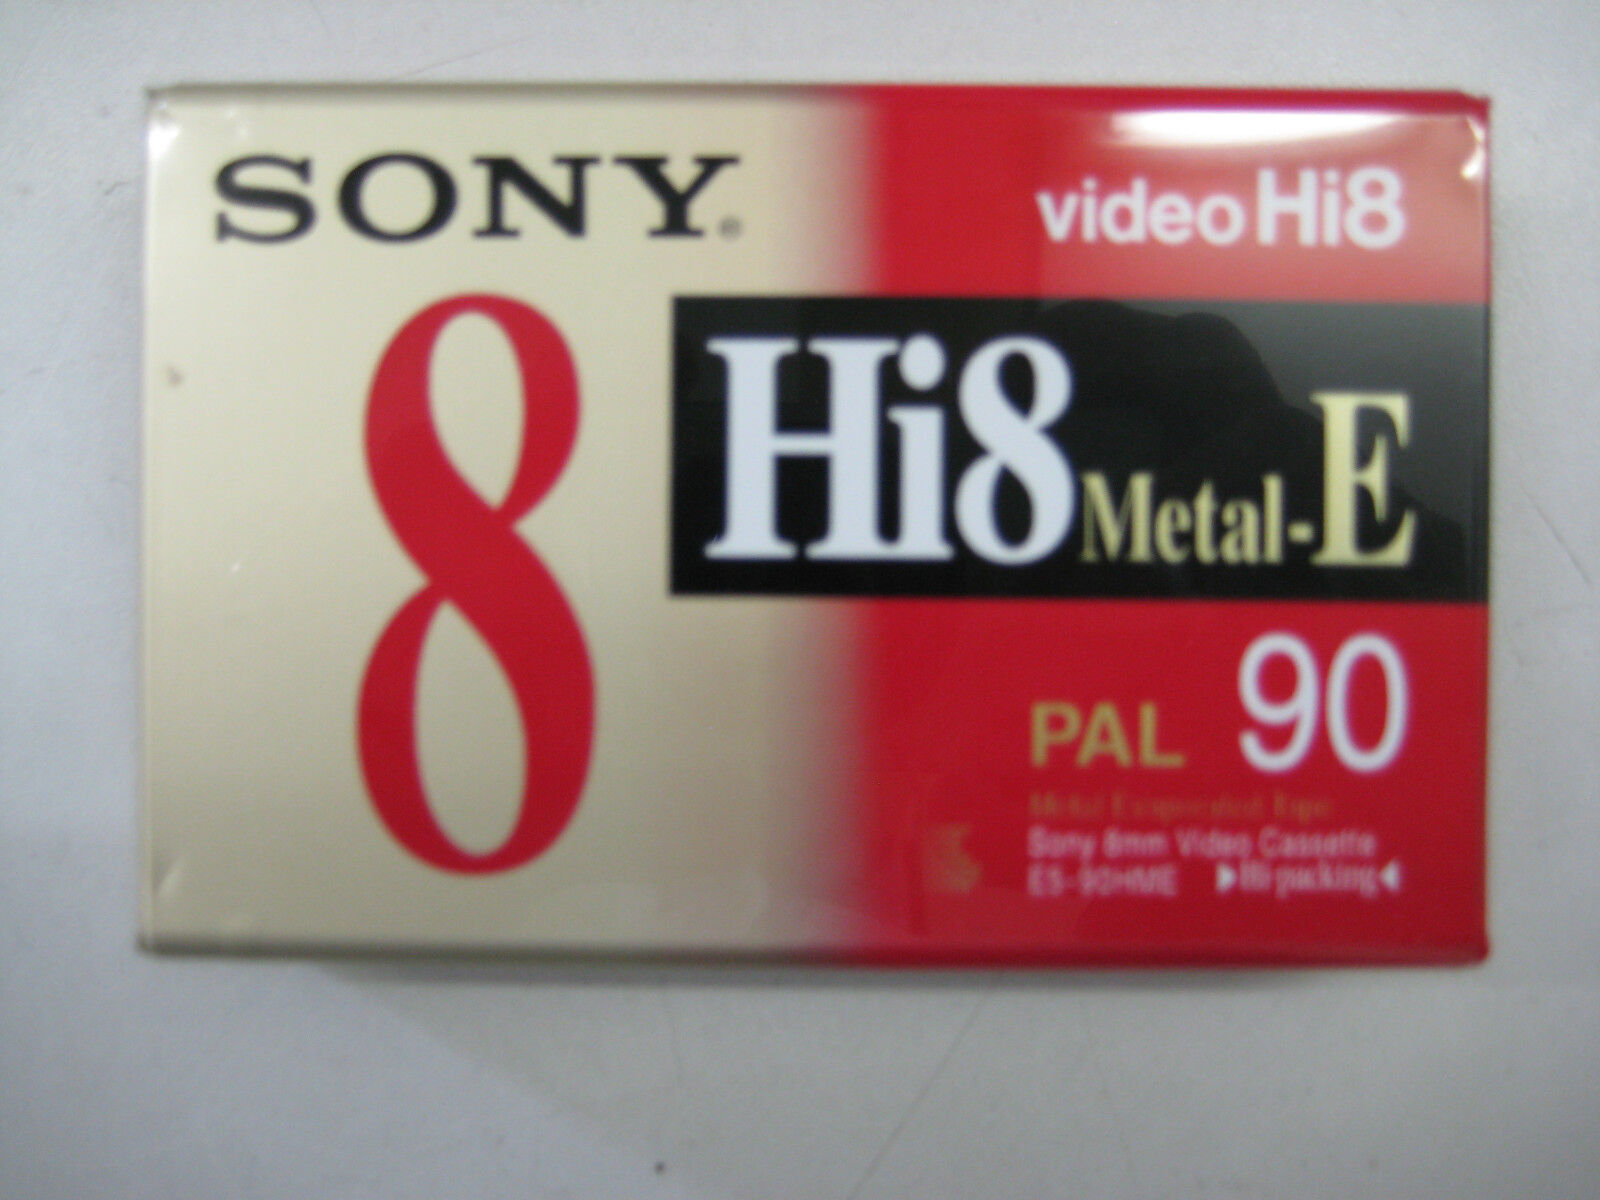 SONY®
video Hi8
8
Hi8 Metal-E
PAL 90
Metal Evaporated Tape
Sony 8mm Video Cassette
E5-90HME ▶Hi-packing◀